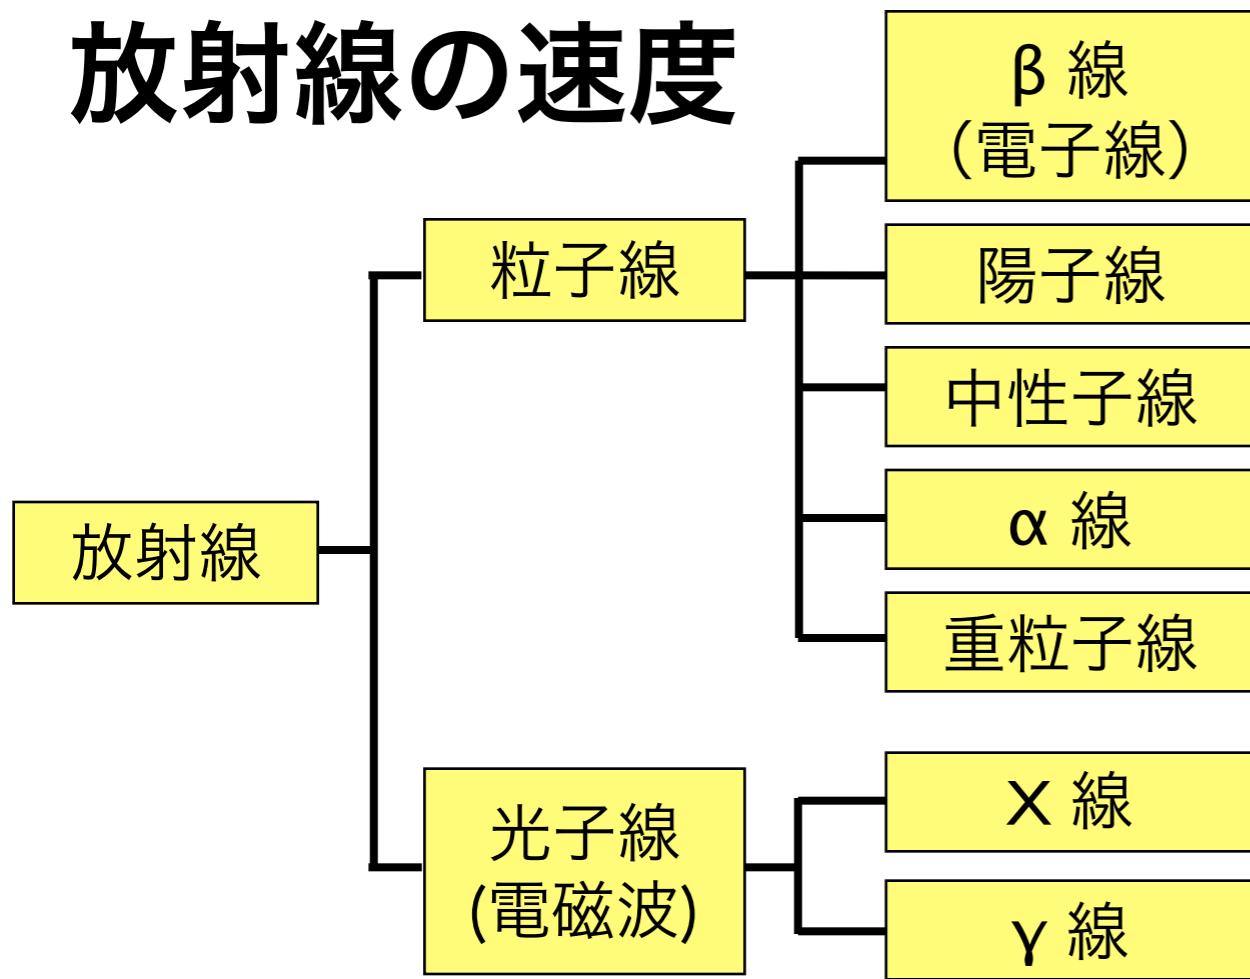 放射線の速度
放射線
粒子線
β 線
（電子線）
陽子線
中性子線
α 線
重粒子線
光子線
(電磁波)
X 線
γ 線